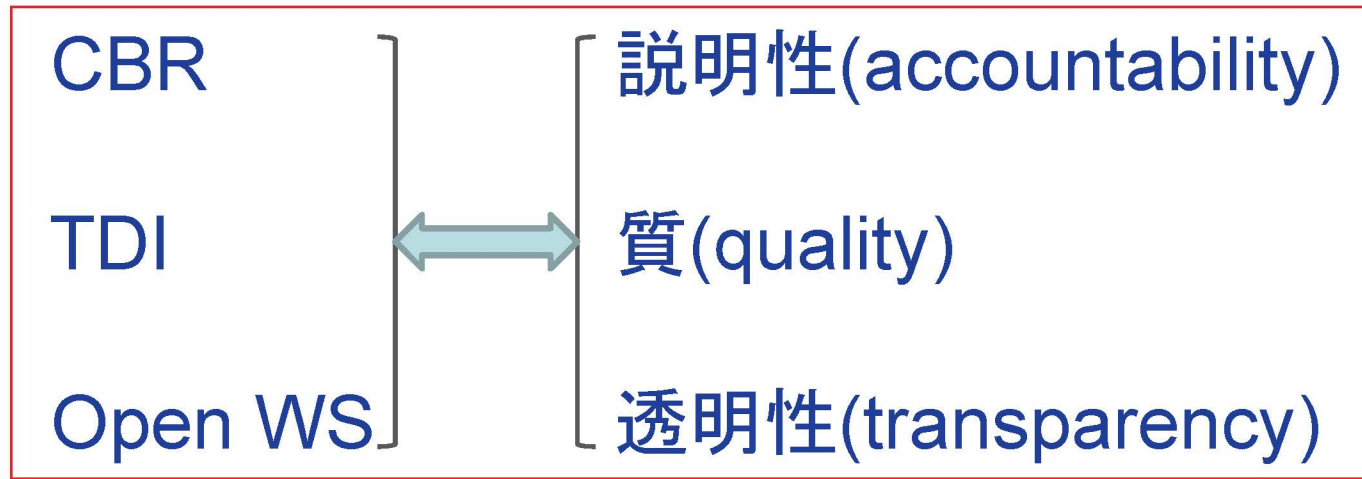 CBR
TDI
Open WS
説明性(accountability)
質(quality)
透明性(transparency)